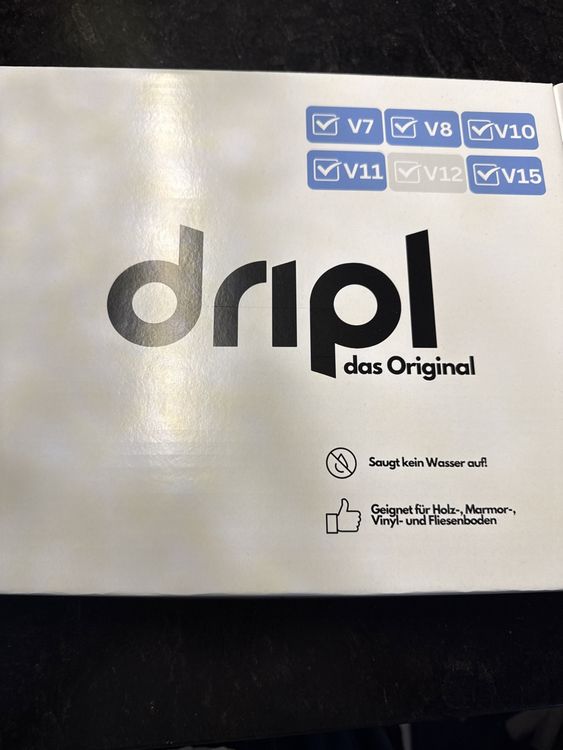 V7 V8 V10
V11 V12 V15
dripl
das Original
Saugt kein Wasser auf!
Geignet für Holz-, Marmor-,
Vinyl- und Fliesenboden